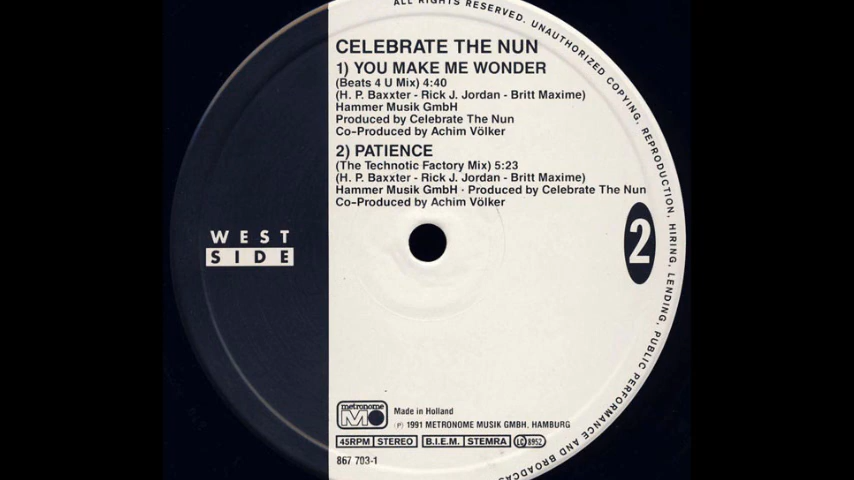 ALL RIGHTS RESERVED. UNAUTHORIZED COPYING, REPRODUCTION, HIRING, LENDING, PUBLIC PERFORMANCE AND BROADCAS
CELEBRATE THE NUN
1) YOU MAKE ME WONDER
(Beats 4 U Mix) 4:40
(H. P. Baxxter - Rick J. Jordan - Britt Maxime)
Hammer Musik GmbH
Produced by Celebrate The Nun
Co-Produced by Achim Völker
2) PATIENCE
(The Technotic Factory Mix) 5:23
(H. P. Baxxter - Rick J. Jordan - Britt Maxime)
Hammer Musik GmbH · Produced by Celebrate The Nun
Co-Produced by Achim Völker
WEST
SIDE
2
metronome
M
Made in Holland
℗ 1991 METRONOME MUSIK GMBH, HAMBURG
45RPM STEREO B.I.E.M. STEMRA LC 8952
867 703-1